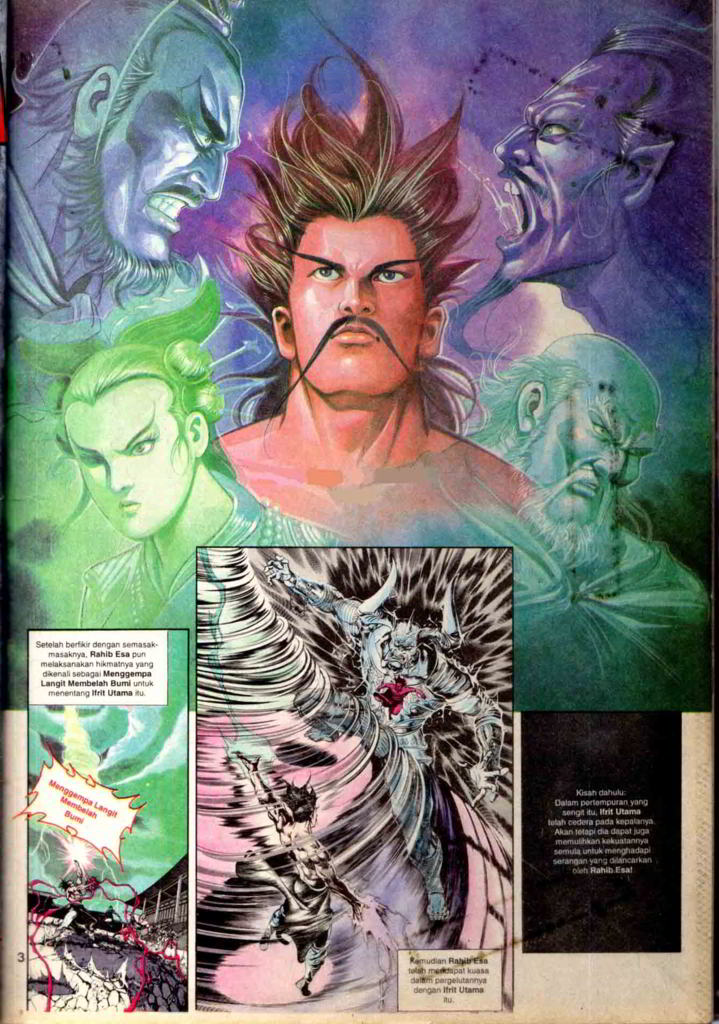 Setelah berfikir dengan semasak-
masaknya, Rahib Esa pun
melaksanakan hikmatnya yang
dikenali sebagai Menggempa
Langit Membelah Bumi untuk
menentang Ifrit Utama itu.
Menggempa Langit
Membelah
Bumi
Kisah dahulu:
Dalam pertempuran yang
sengit itu, Ifrit Utama
telah cedera pada kepalanya.
Akan tetapi dia dapat juga
memulihkan kekuatannya
semula untuk menghadapi
serangan yang dilancarkan
oleh Rahib Esa!
Kemudian Rahib Esa
telah mendapat kuasa
dalam pergelutannya
dengan Ifrit Utama
itu.
3